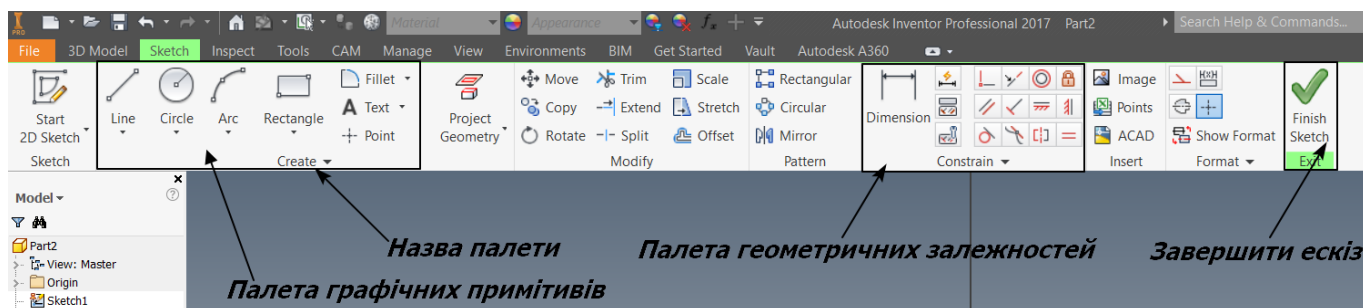 PRO Material Appearance fx Autodesk Inventor Professional 2017 Part2 Search Help & Commands...
File 3D Model Sketch Inspect Tools CAM Manage View Environments BIM Get Started Vault Autodesk A360
Fillet Move Trim Scale Rectangular Image
Line Circle Arc Rectangle A Text Copy Extend Stretch Circular Dimension Points
Start 2D Sketch Point Project Geometry Rotate Split Offset Mirror ACAD Show Format Finish Sketch
Sketch Create Modify Pattern Constrain Insert Format Exit
Model
Part2
View: Master
Origin
Sketch1
Назва палети
Палета геометричних залежностей
Завершити ескіз
Палета графічних примітивів